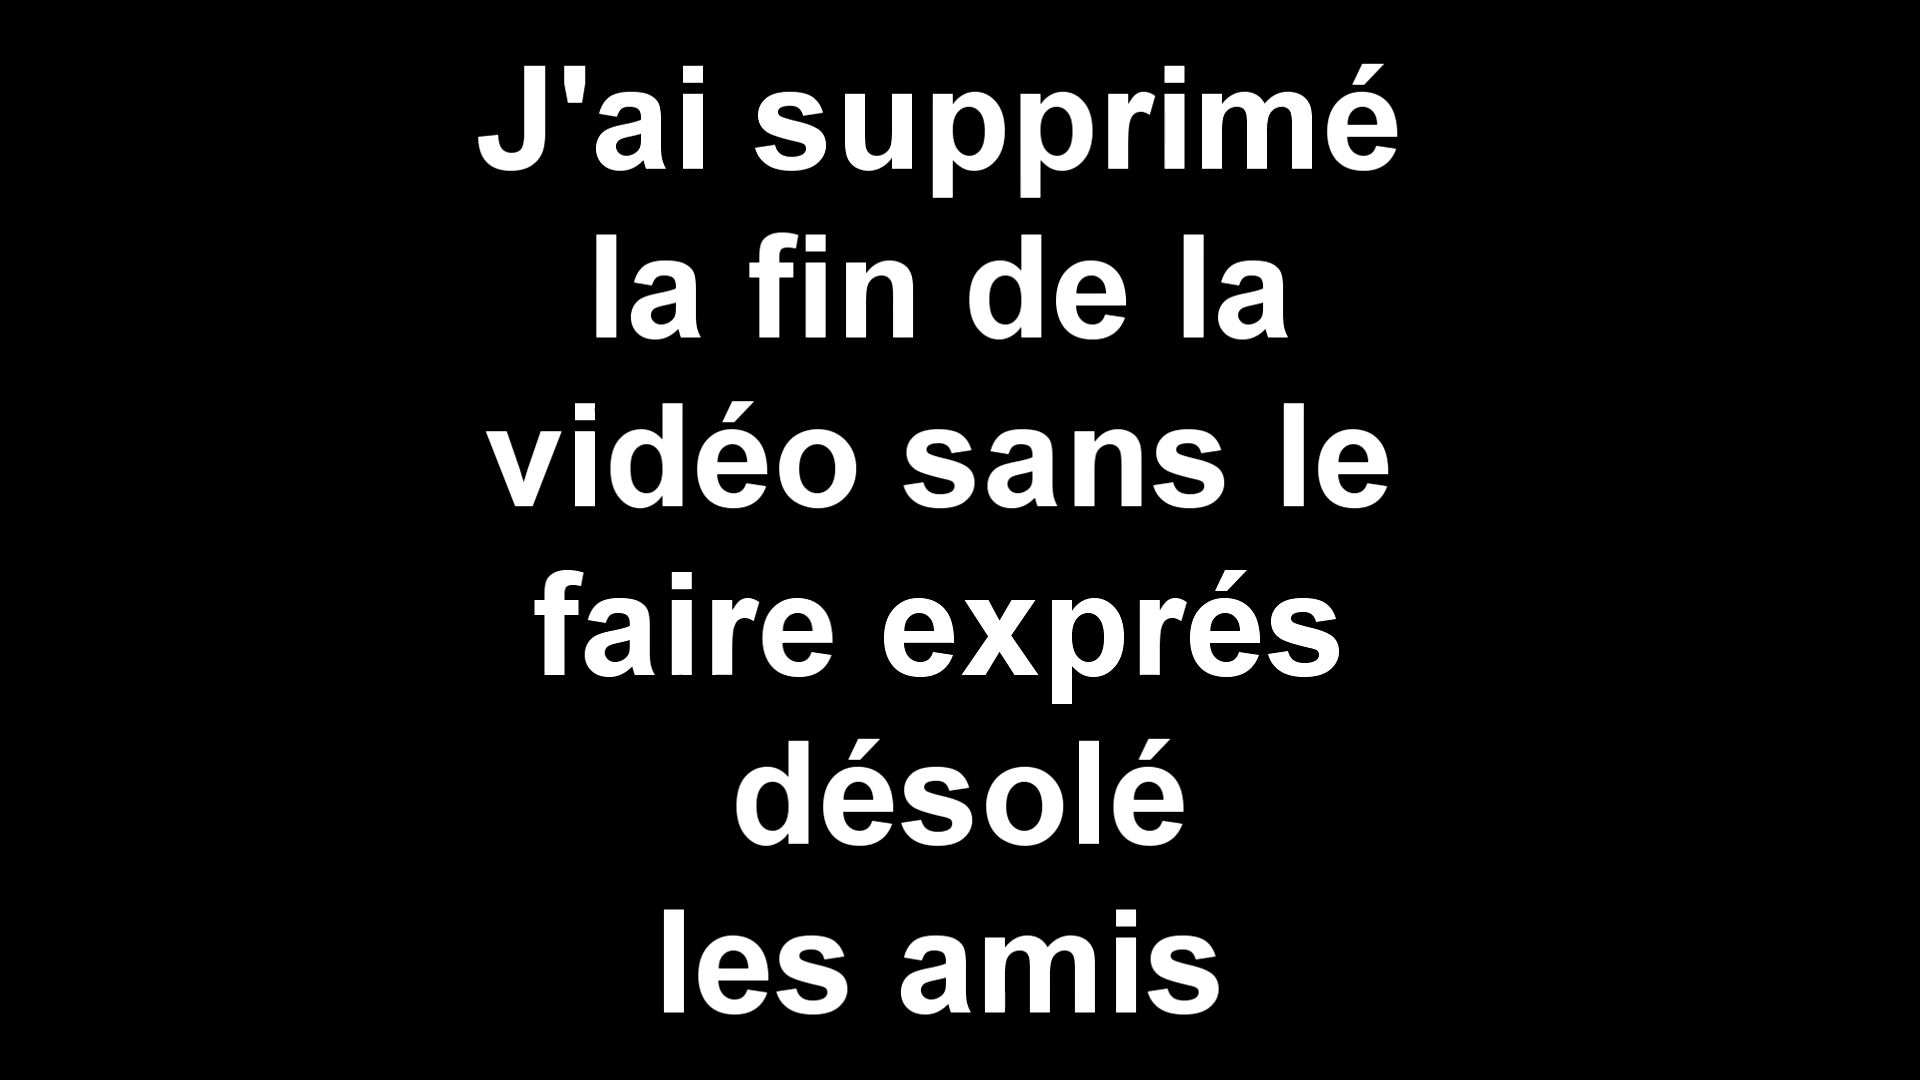 J'ai supprimé
la fin de la
vidéo sans le
faire exprés
désolé
les amis